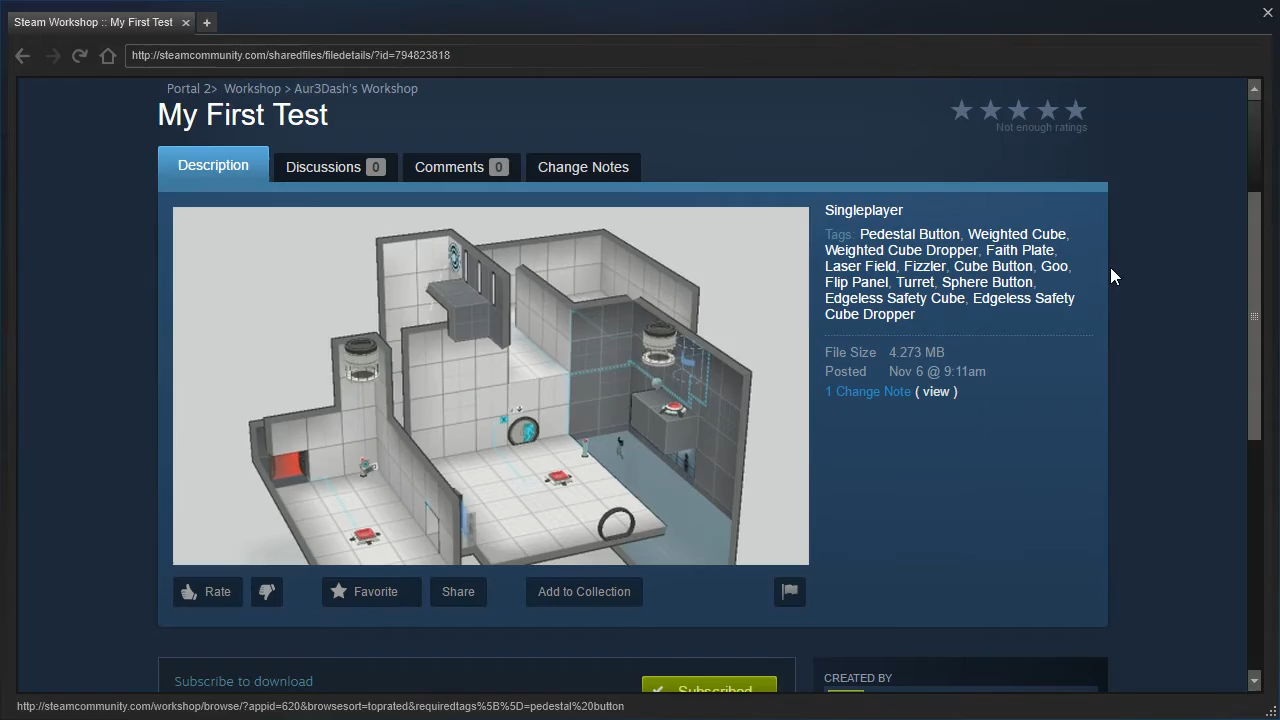 Steam Workshop :: My First Test
http://steamcommunity.com/sharedfiles/filedetails/?id=794823818
Portal 2> Workshop > Aur3Dash's Workshop
My First Test
Not enough ratings
Description
Discussions 0
Comments 0
Change Notes
Singleplayer
Tags: Pedestal Button, Weighted Cube,
Weighted Cube Dropper, Faith Plate,
Laser Field, Fizzler, Cube Button, Goo,
Flip Panel, Turret, Sphere Button,
Edgeless Safety Cube, Edgeless Safety
Cube Dropper
File Size 4.273 MB
Posted Nov 6 @ 9:11am
1 Change Note ( view )
Rate
Favorite
Share
Add to Collection
Subscribe to download
Subscribed
CREATED BY
http://steamcommunity.com/workshop/browse/?appid=620&browsesort=toprated&requiredtags%5B%5D=pedestal%20button